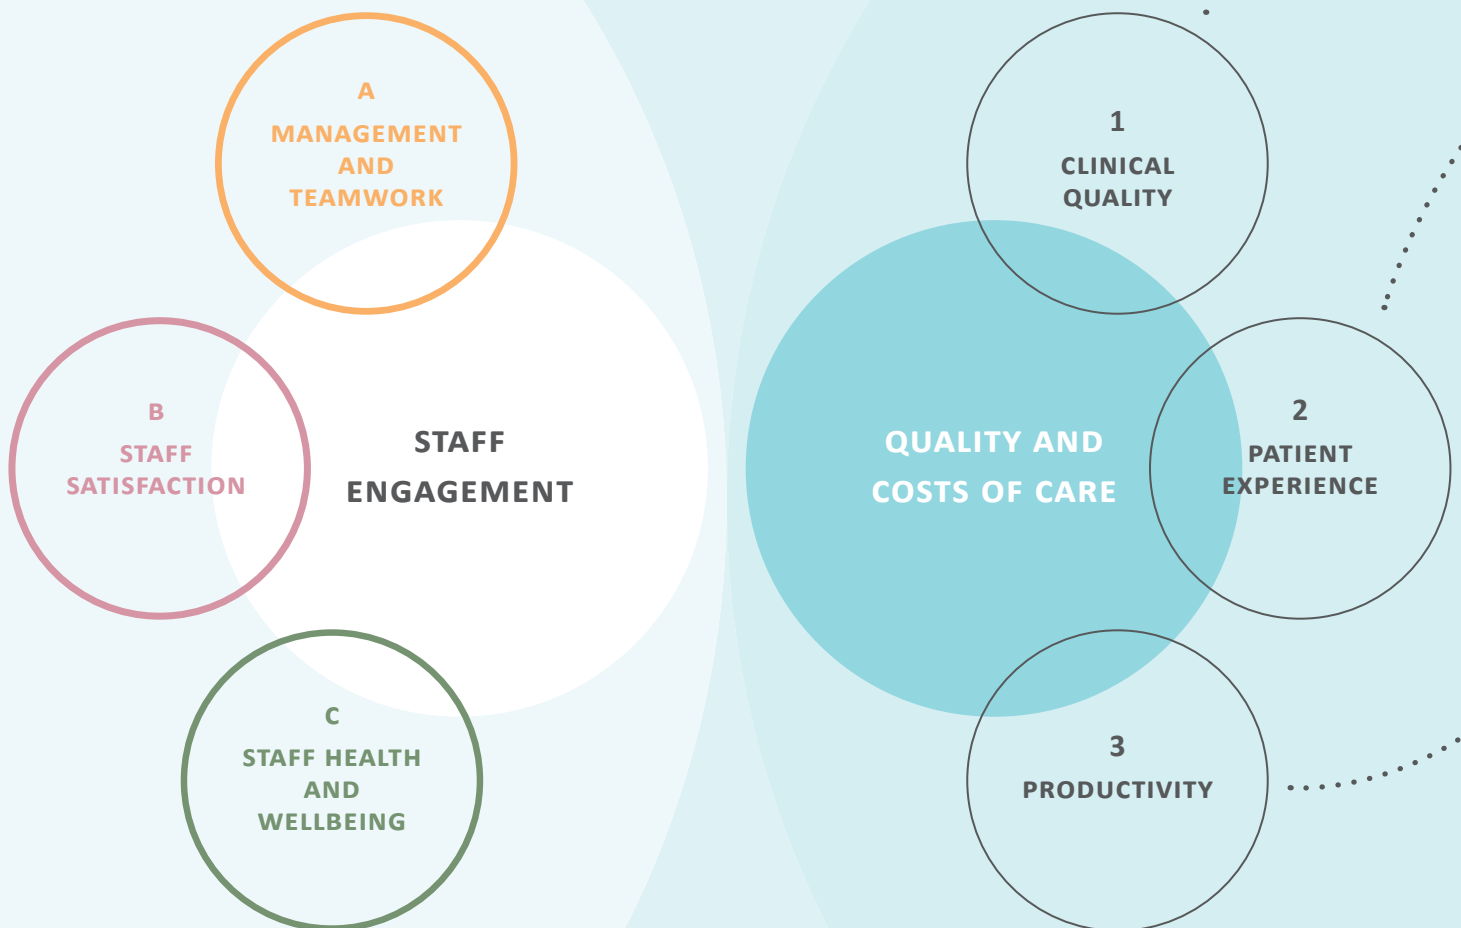 A
MANAGEMENT
AND
TEAMWORK
B
STAFF
SATISFACTION
STAFF
ENGAGEMENT
C
STAFF HEALTH
AND
WELLBEING
1
CLINICAL
QUALITY
QUALITY AND
COSTS OF CARE
2
PATIENT
EXPERIENCE
3
PRODUCTIVITY